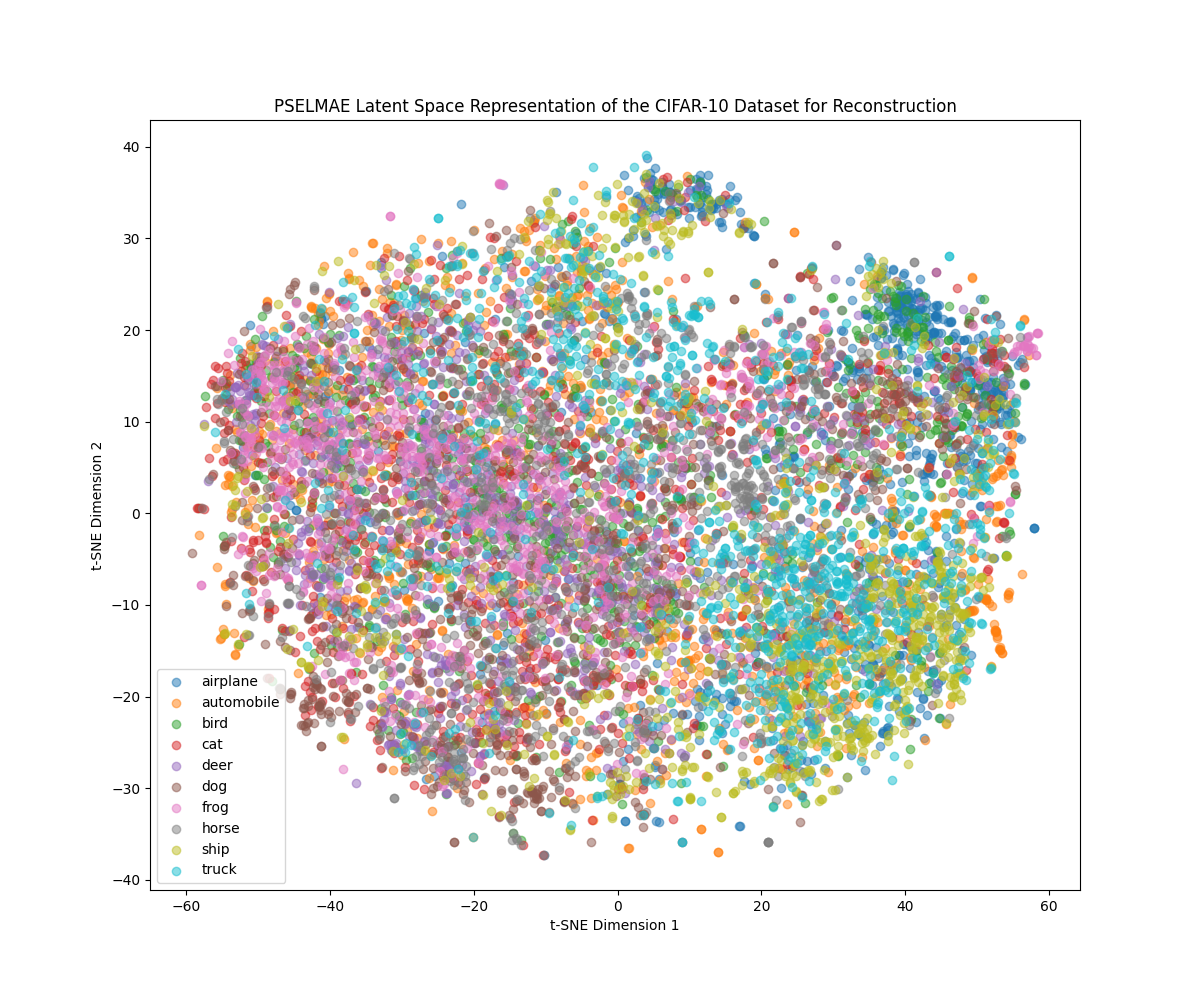 PSELMAE Latent Space Representation of the CIFAR-10 Dataset for Reconstruction
40
30
20
10
0
−10
−20
−30
−40
t-SNE Dimension 2
airplane
automobile
bird
cat
deer
dog
frog
horse
ship
truck
−60 −40 −20 0 20 40 60
t-SNE Dimension 1